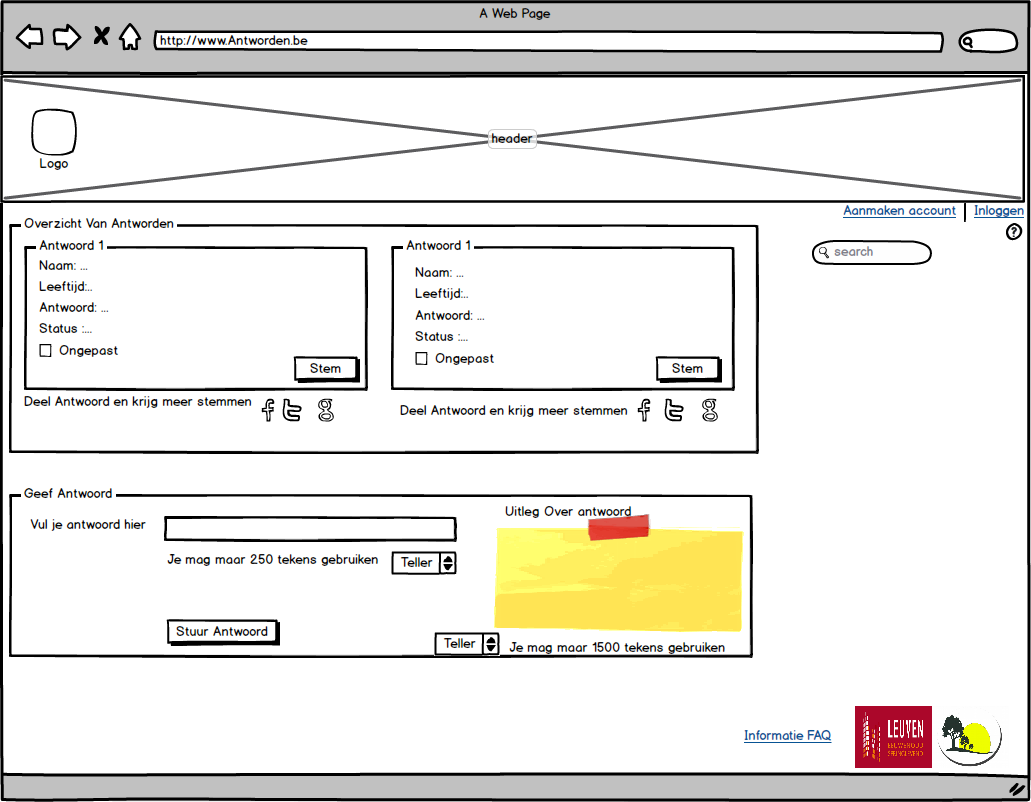 A Web Page
http://www.Antworden.be
header
Logo
Aanmaken account
Inloggen
Overzicht Van Antworden
search
Antwoord 1
Naam: ...
Leeftijd:..
Antwoord: ...
Status :...
Ongepast
Stem
Deel Antwoord en krijg meer stemmen
Antwoord 1
Naam: ...
Leeftijd:..
Antwoord: ...
Status :...
Ongepast
Stem
Deel Antwoord en krijg meer stemmen
Geef Antwoord
Vul je antwoord hier
Je mag maar 250 tekens gebruiken
Teller
Stuur Antwoord
Uitleg Over antwoord
Teller
Je mag maar 1500 tekens gebruiken
Informatie FAQ
LEUVEN
EEUWENOUD
SPRINGLEVEND